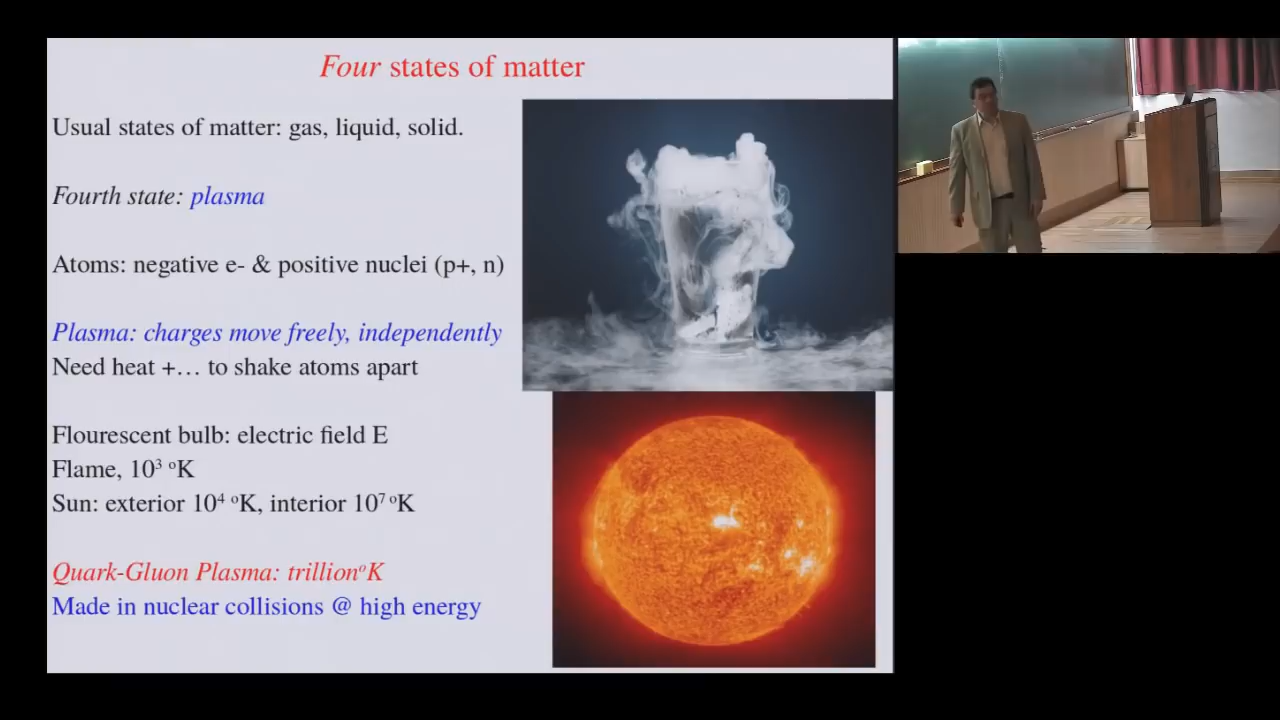 Four states of matter
Usual states of matter: gas, liquid, solid.
Fourth state: plasma
Atoms: negative e- & positive nuclei (p+, n)
Plasma: charges move freely, independently
Need heat +… to shake atoms apart
Flourescent bulb: electric field E
Flame, 10³ ºK
Sun: exterior 10⁴ ºK, interior 10⁷ ºK
Quark-Gluon Plasma: trillionºK
Made in nuclear collisions @ high energy